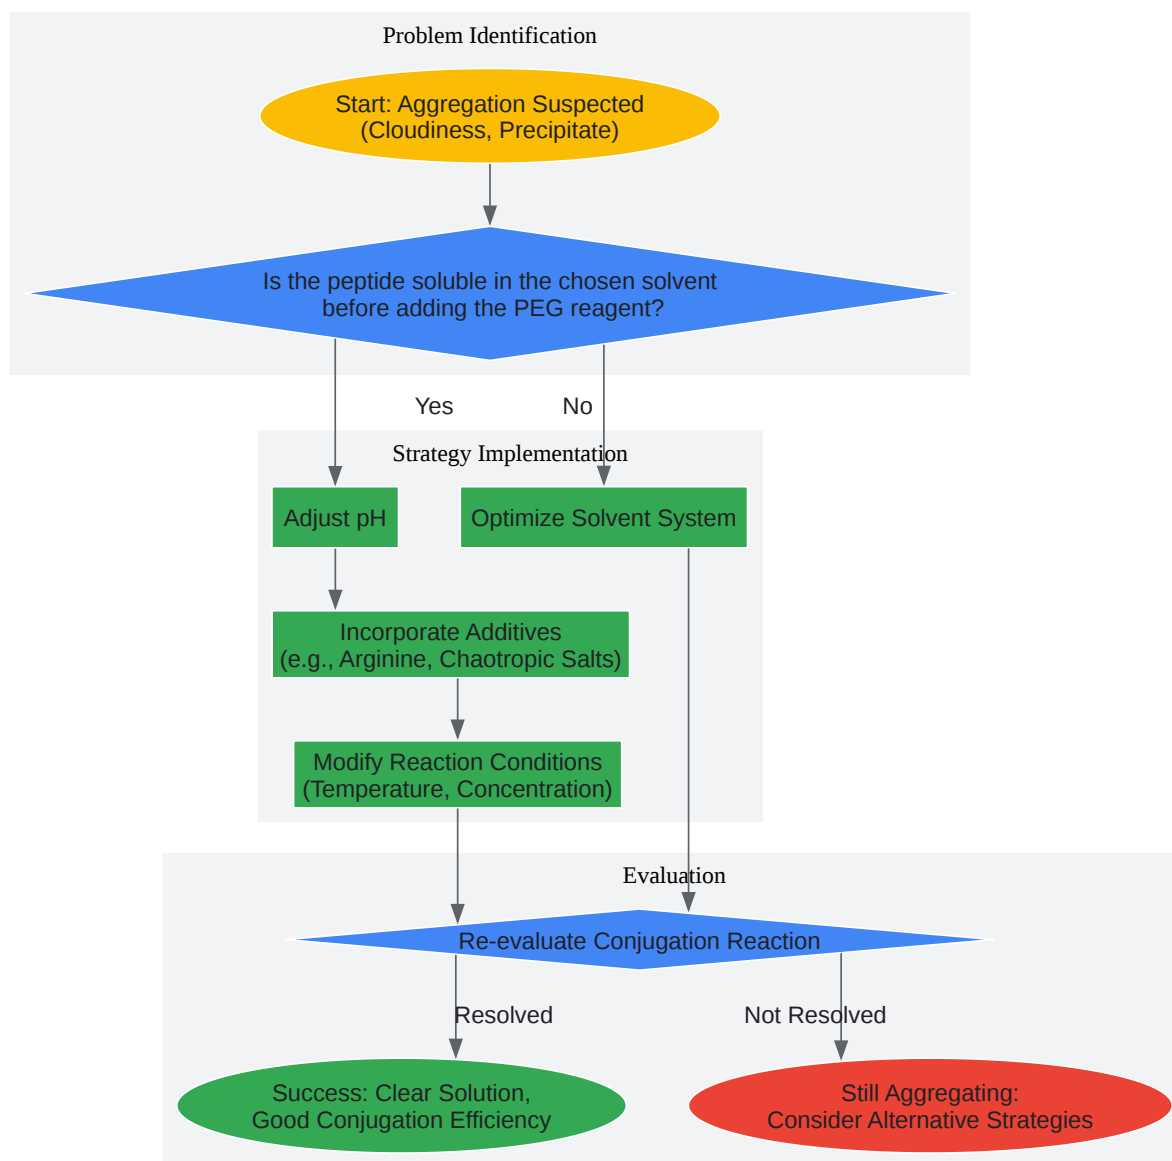 Problem Identification
Start: Aggregation Suspected
(Cloudiness, Precipitate)
Is the peptide soluble in the chosen solvent
before adding the PEG reagent?
Yes
No
Strategy Implementation
Adjust pH
Optimize Solvent System
Incorporate Additives
(e.g., Arginine, Chaotropic Salts)
Modify Reaction Conditions
(Temperature, Concentration)
Evaluation
Re-evaluate Conjugation Reaction
Resolved
Not Resolved
Success: Clear Solution,
Good Conjugation Efficiency
Still Aggregating:
Consider Alternative Strategies